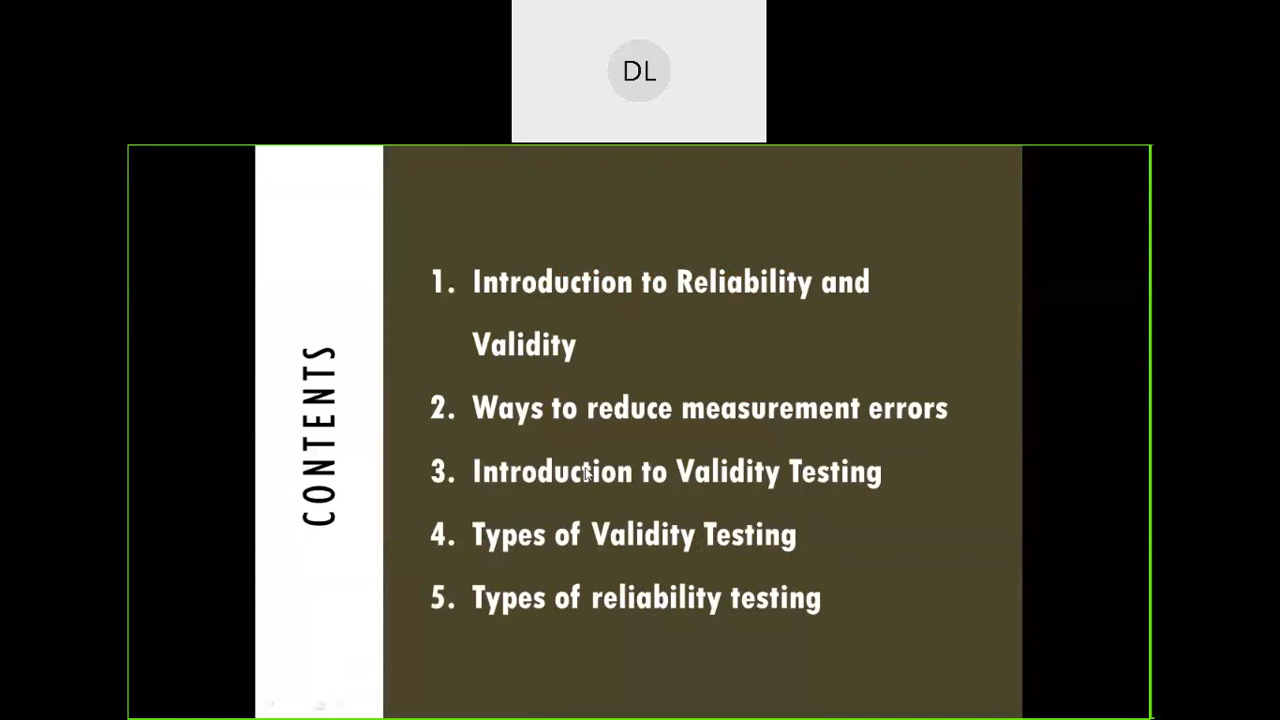 DL
CONTENTS
1. Introduction to Reliability and
Validity
2. Ways to reduce measurement errors
3. Introduction to Validity Testing
4. Types of Validity Testing
5. Types of reliability testing